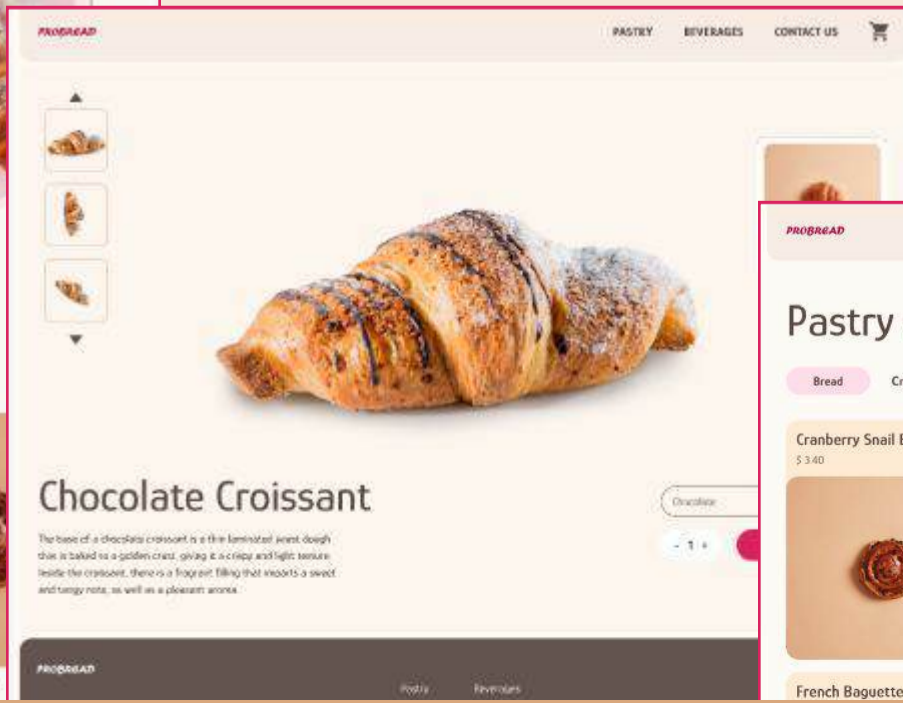 PROBREAD
PASTRY BEVERAGES CONTACT US
Chocolate Croissant
The base of a chocolate croissant is a thin laminated yeast dough
that is baked to a golden crust, giving it a crispy and light texture.
Inside the croissant, there is a fragrant filling that imparts a sweet
and tangy note, as well as a pleasant aroma.
Chocolate
- 1 +
PROBREAD
Pastry Beverages
PROBREAD
Pastry
Bread Cr
Cranberry Snail B
$ 3.40
French Baguette